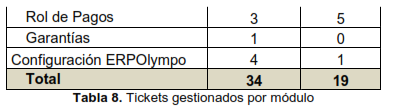 Rol de Pagos 3 5
Garantías 1 0
Configuración ERPOlympo 4 1
Total 34 19
Tabla 8. Tickets gestionados por módulo